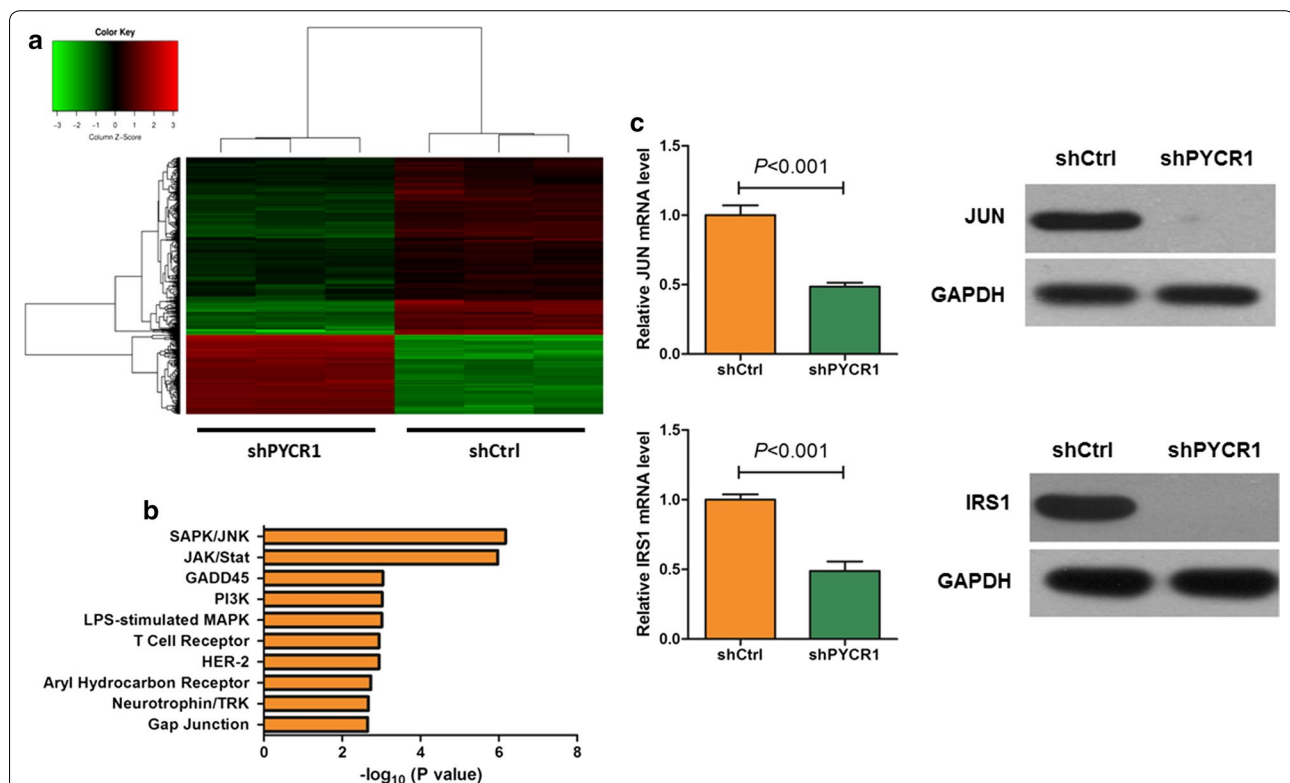 a
Color Key
-3 -2 -1 0 1 2 3
Column Z-Score
shPYCR1 shCtrl
b
SAPK/JNK
JAK/Stat
GADD45
PI3K
LPS-stimulated MAPK
T Cell Receptor
HER-2
Aryl Hydrocarbon Receptor
Neurotrophin/TRK
Gap Junction
0 2 4 6 8
-log10 (P value)
c
Relative JUN mRNA level
1.5
1.0
0.5
0.0
P<0.001
shCtrl shPYCR1
shCtrl shPYCR1
JUN
GAPDH
Relative IRS1 mRNA level
1.5
1.0
0.5
0.0
P<0.001
shCtrl shPYCR1
shCtrl shPYCR1
IRS1
GAPDH